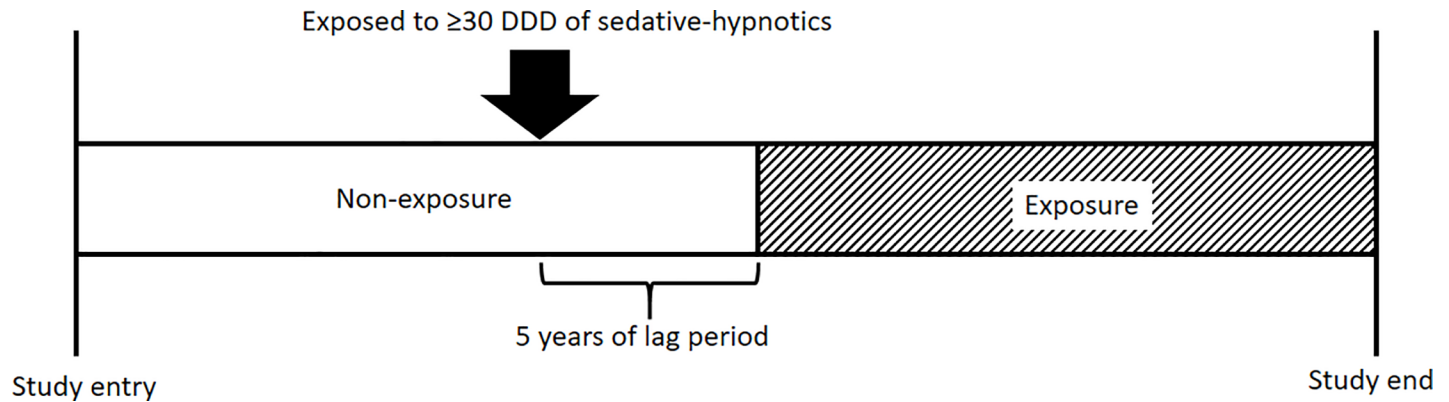 Exposed to ≥30 DDD of sedative-hypnotics
Non-exposure
Exposure
5 years of lag period
Study entry
Study end